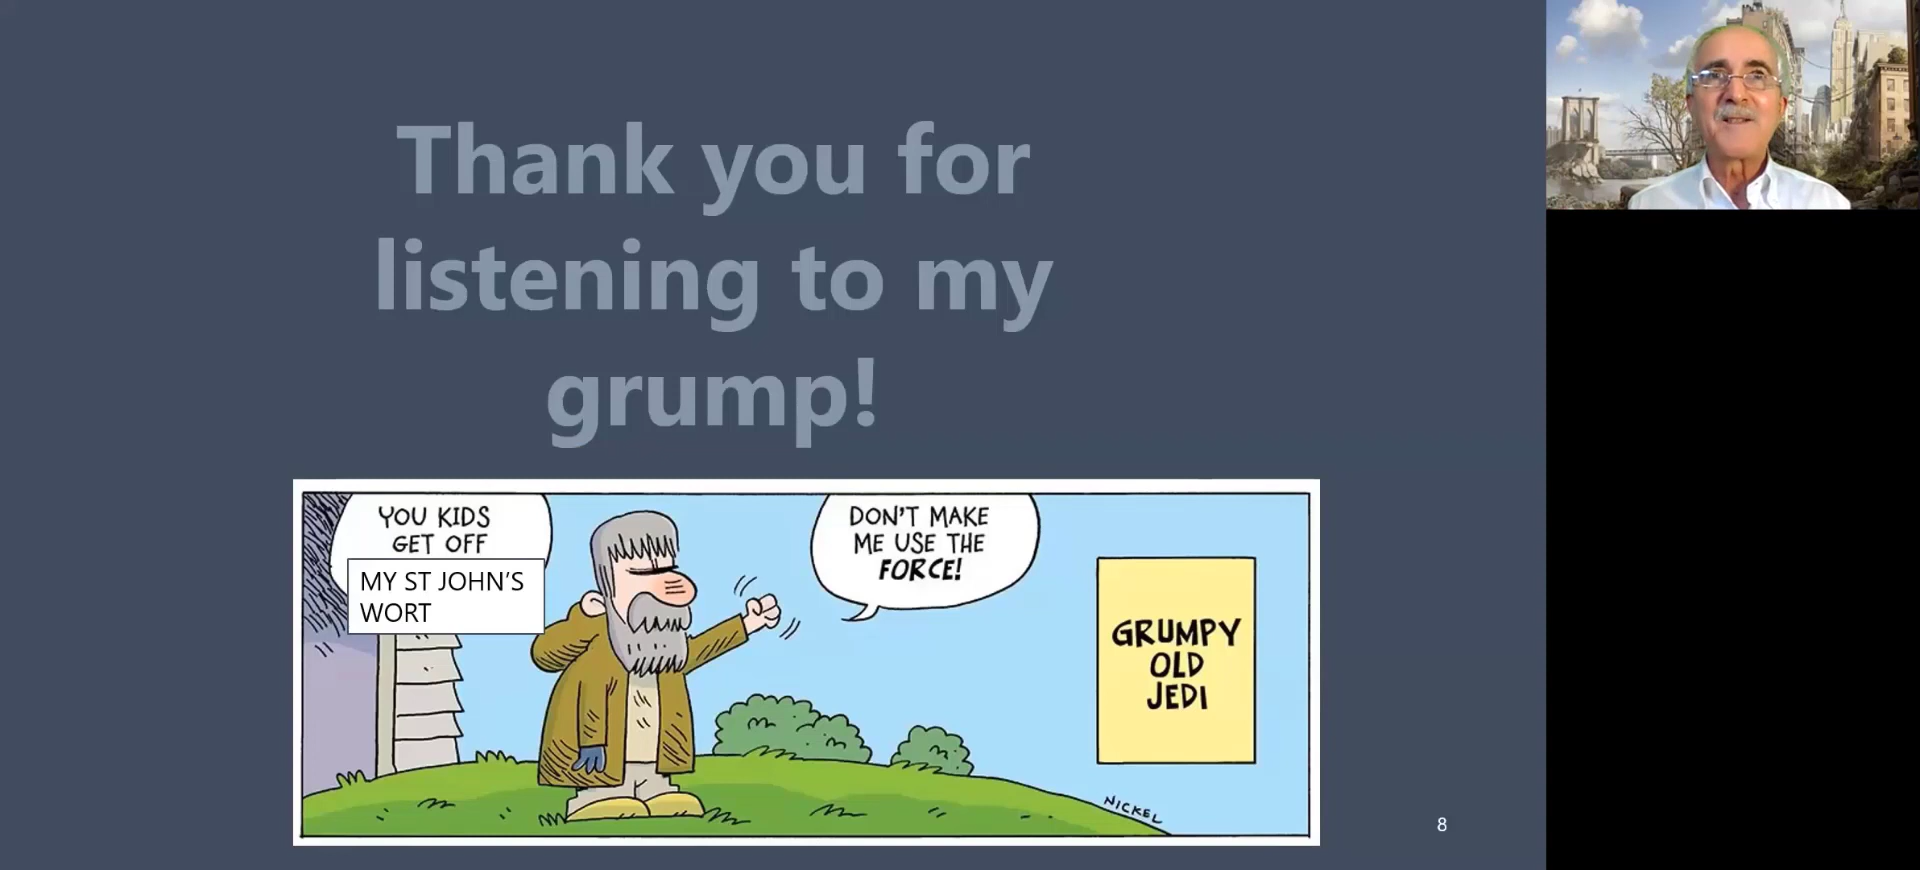 Thank you for
listening to my
grump!
YOU KIDS
GET OFF
MY ST JOHN'S
WORT
DON'T MAKE
ME USE THE
FORCE!
GRUMPY
OLD
JEDI
NICKEL
8